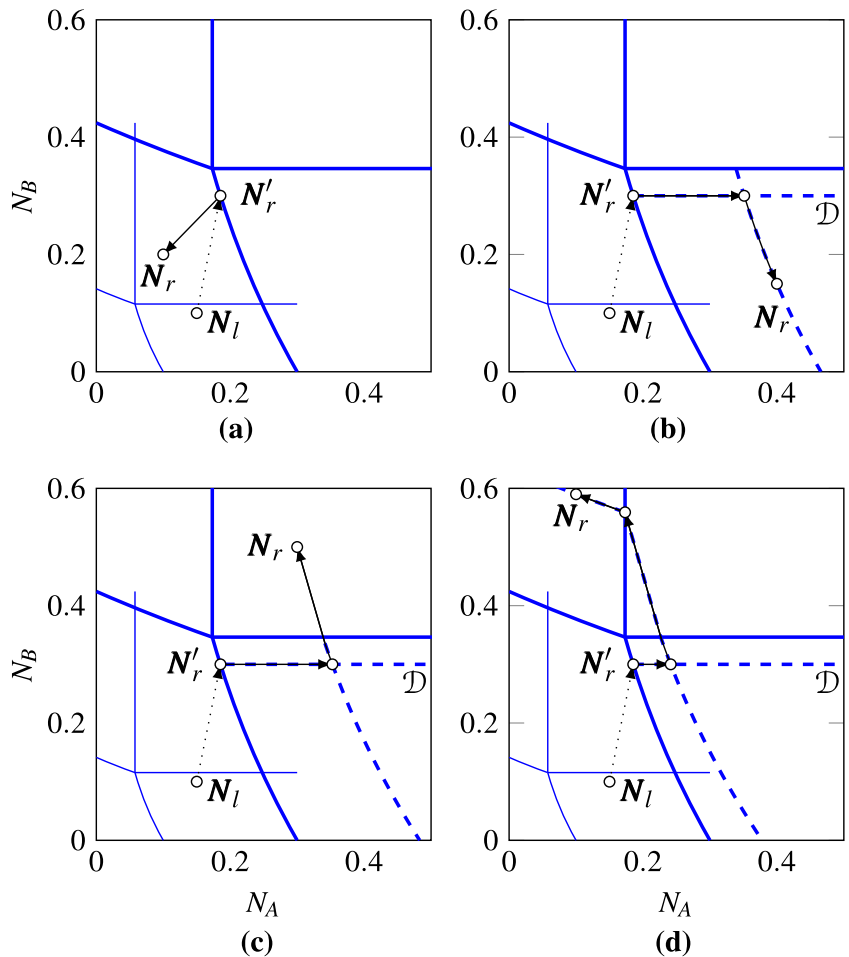 0.6 0.6
0.4 0.4
N_B N'_r N'_r
𝒟
0.2 N_r 0.2
N_l N_l N_r
0 0
0 0.2 0.4 0 0.2 0.4
(a) (b)
0.6 0.6
N_r N_r
0.4 0.4
N_B N'_r N'_r
𝒟 𝒟
0.2 0.2
N_l N_l
0 0
0 0.2 0.4 0 0.2 0.4
N_A N_A
(c) (d)